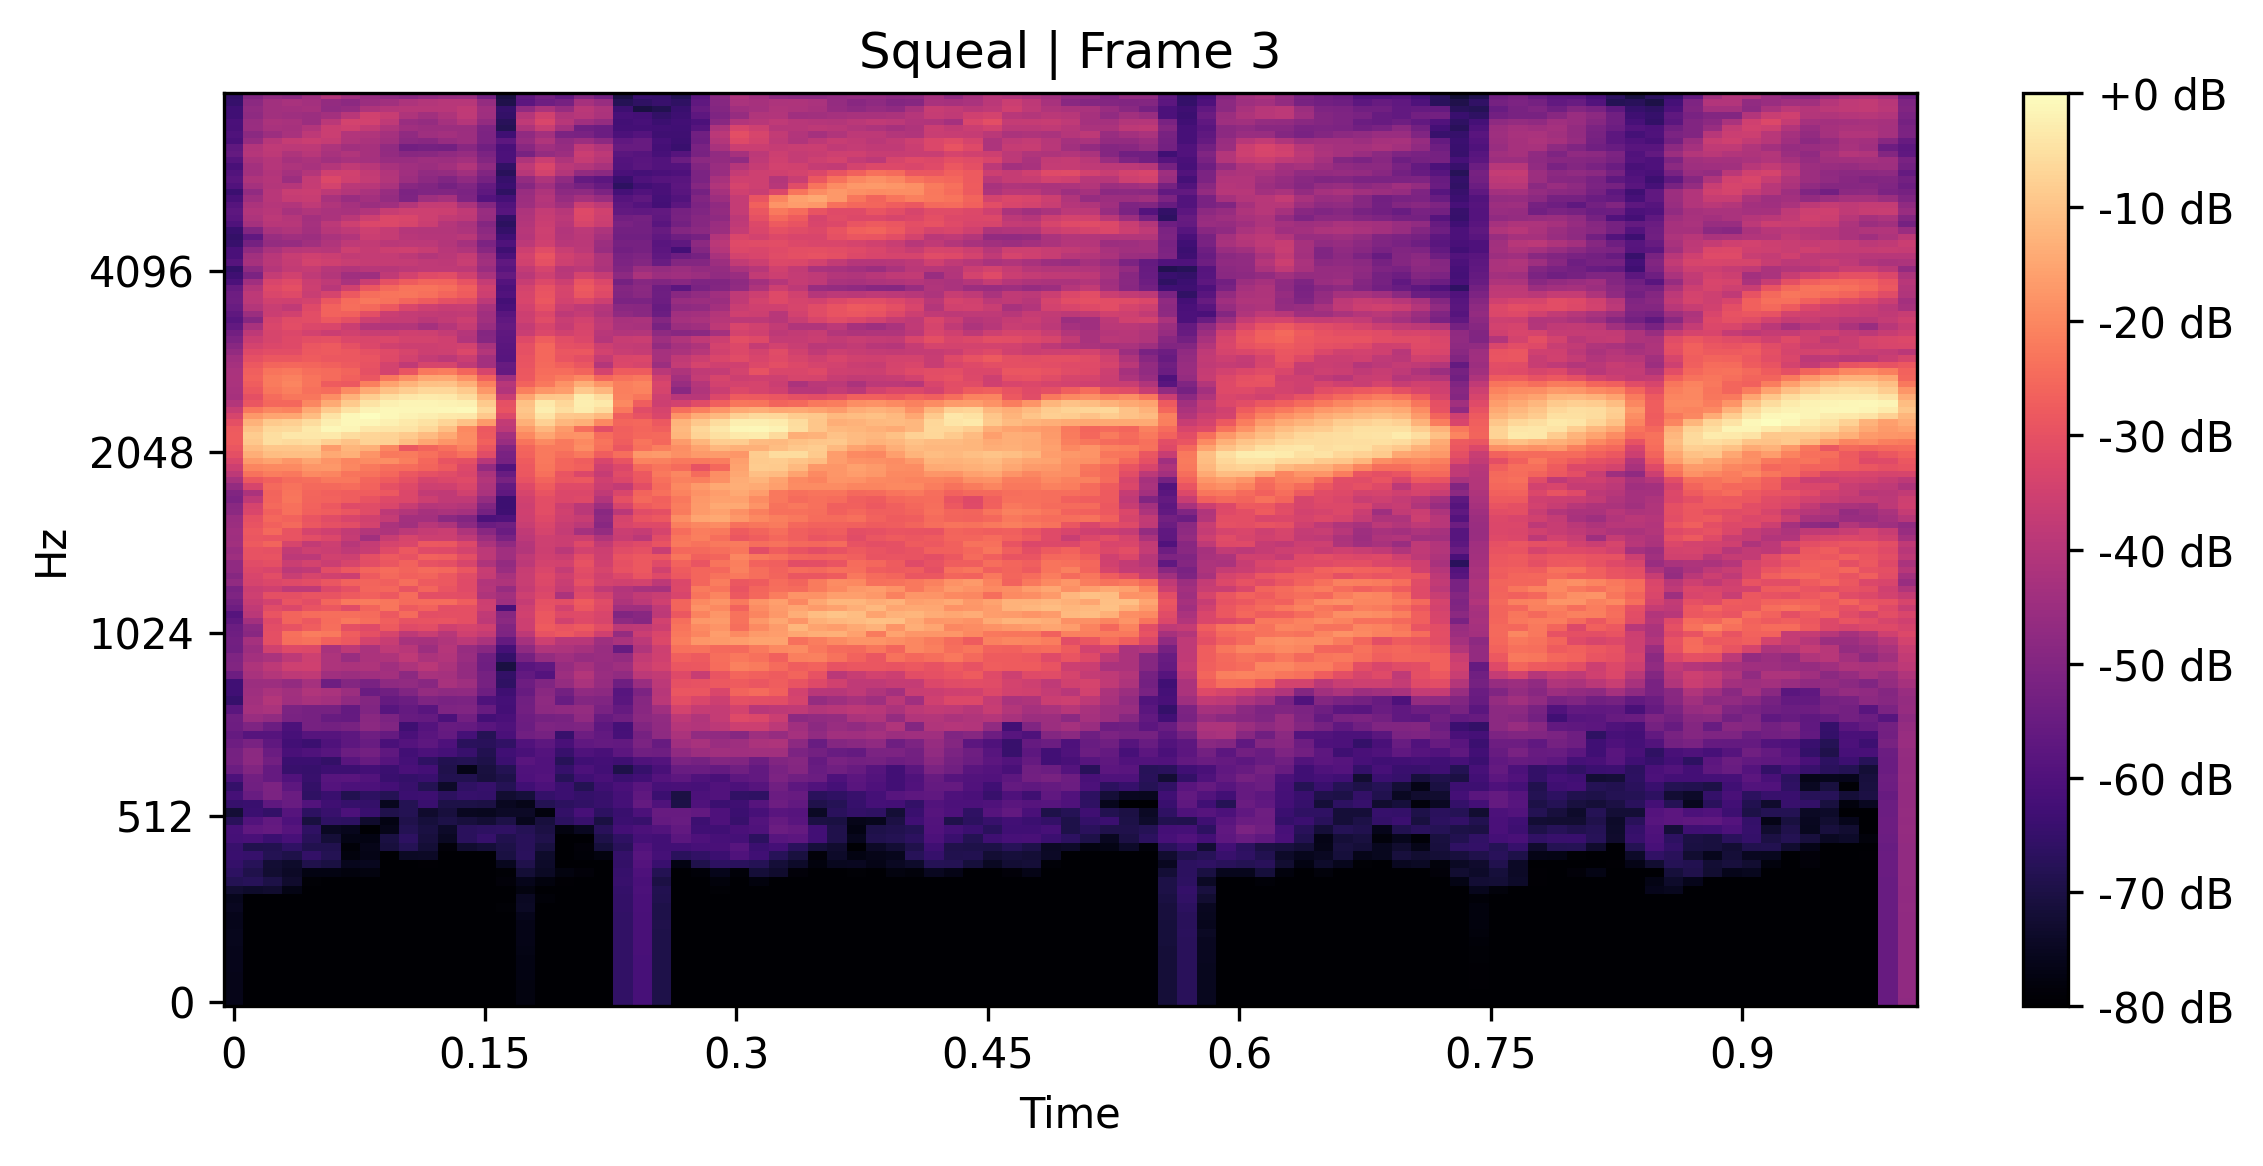 Squeal | Frame 3
+0 dB
-10 dB
-20 dB
-30 dB
-40 dB
-50 dB
-60 dB
-70 dB
-80 dB
Hz
4096
2048
1024
512
0
0 0.15 0.3 0.45 0.6 0.75 0.9
Time